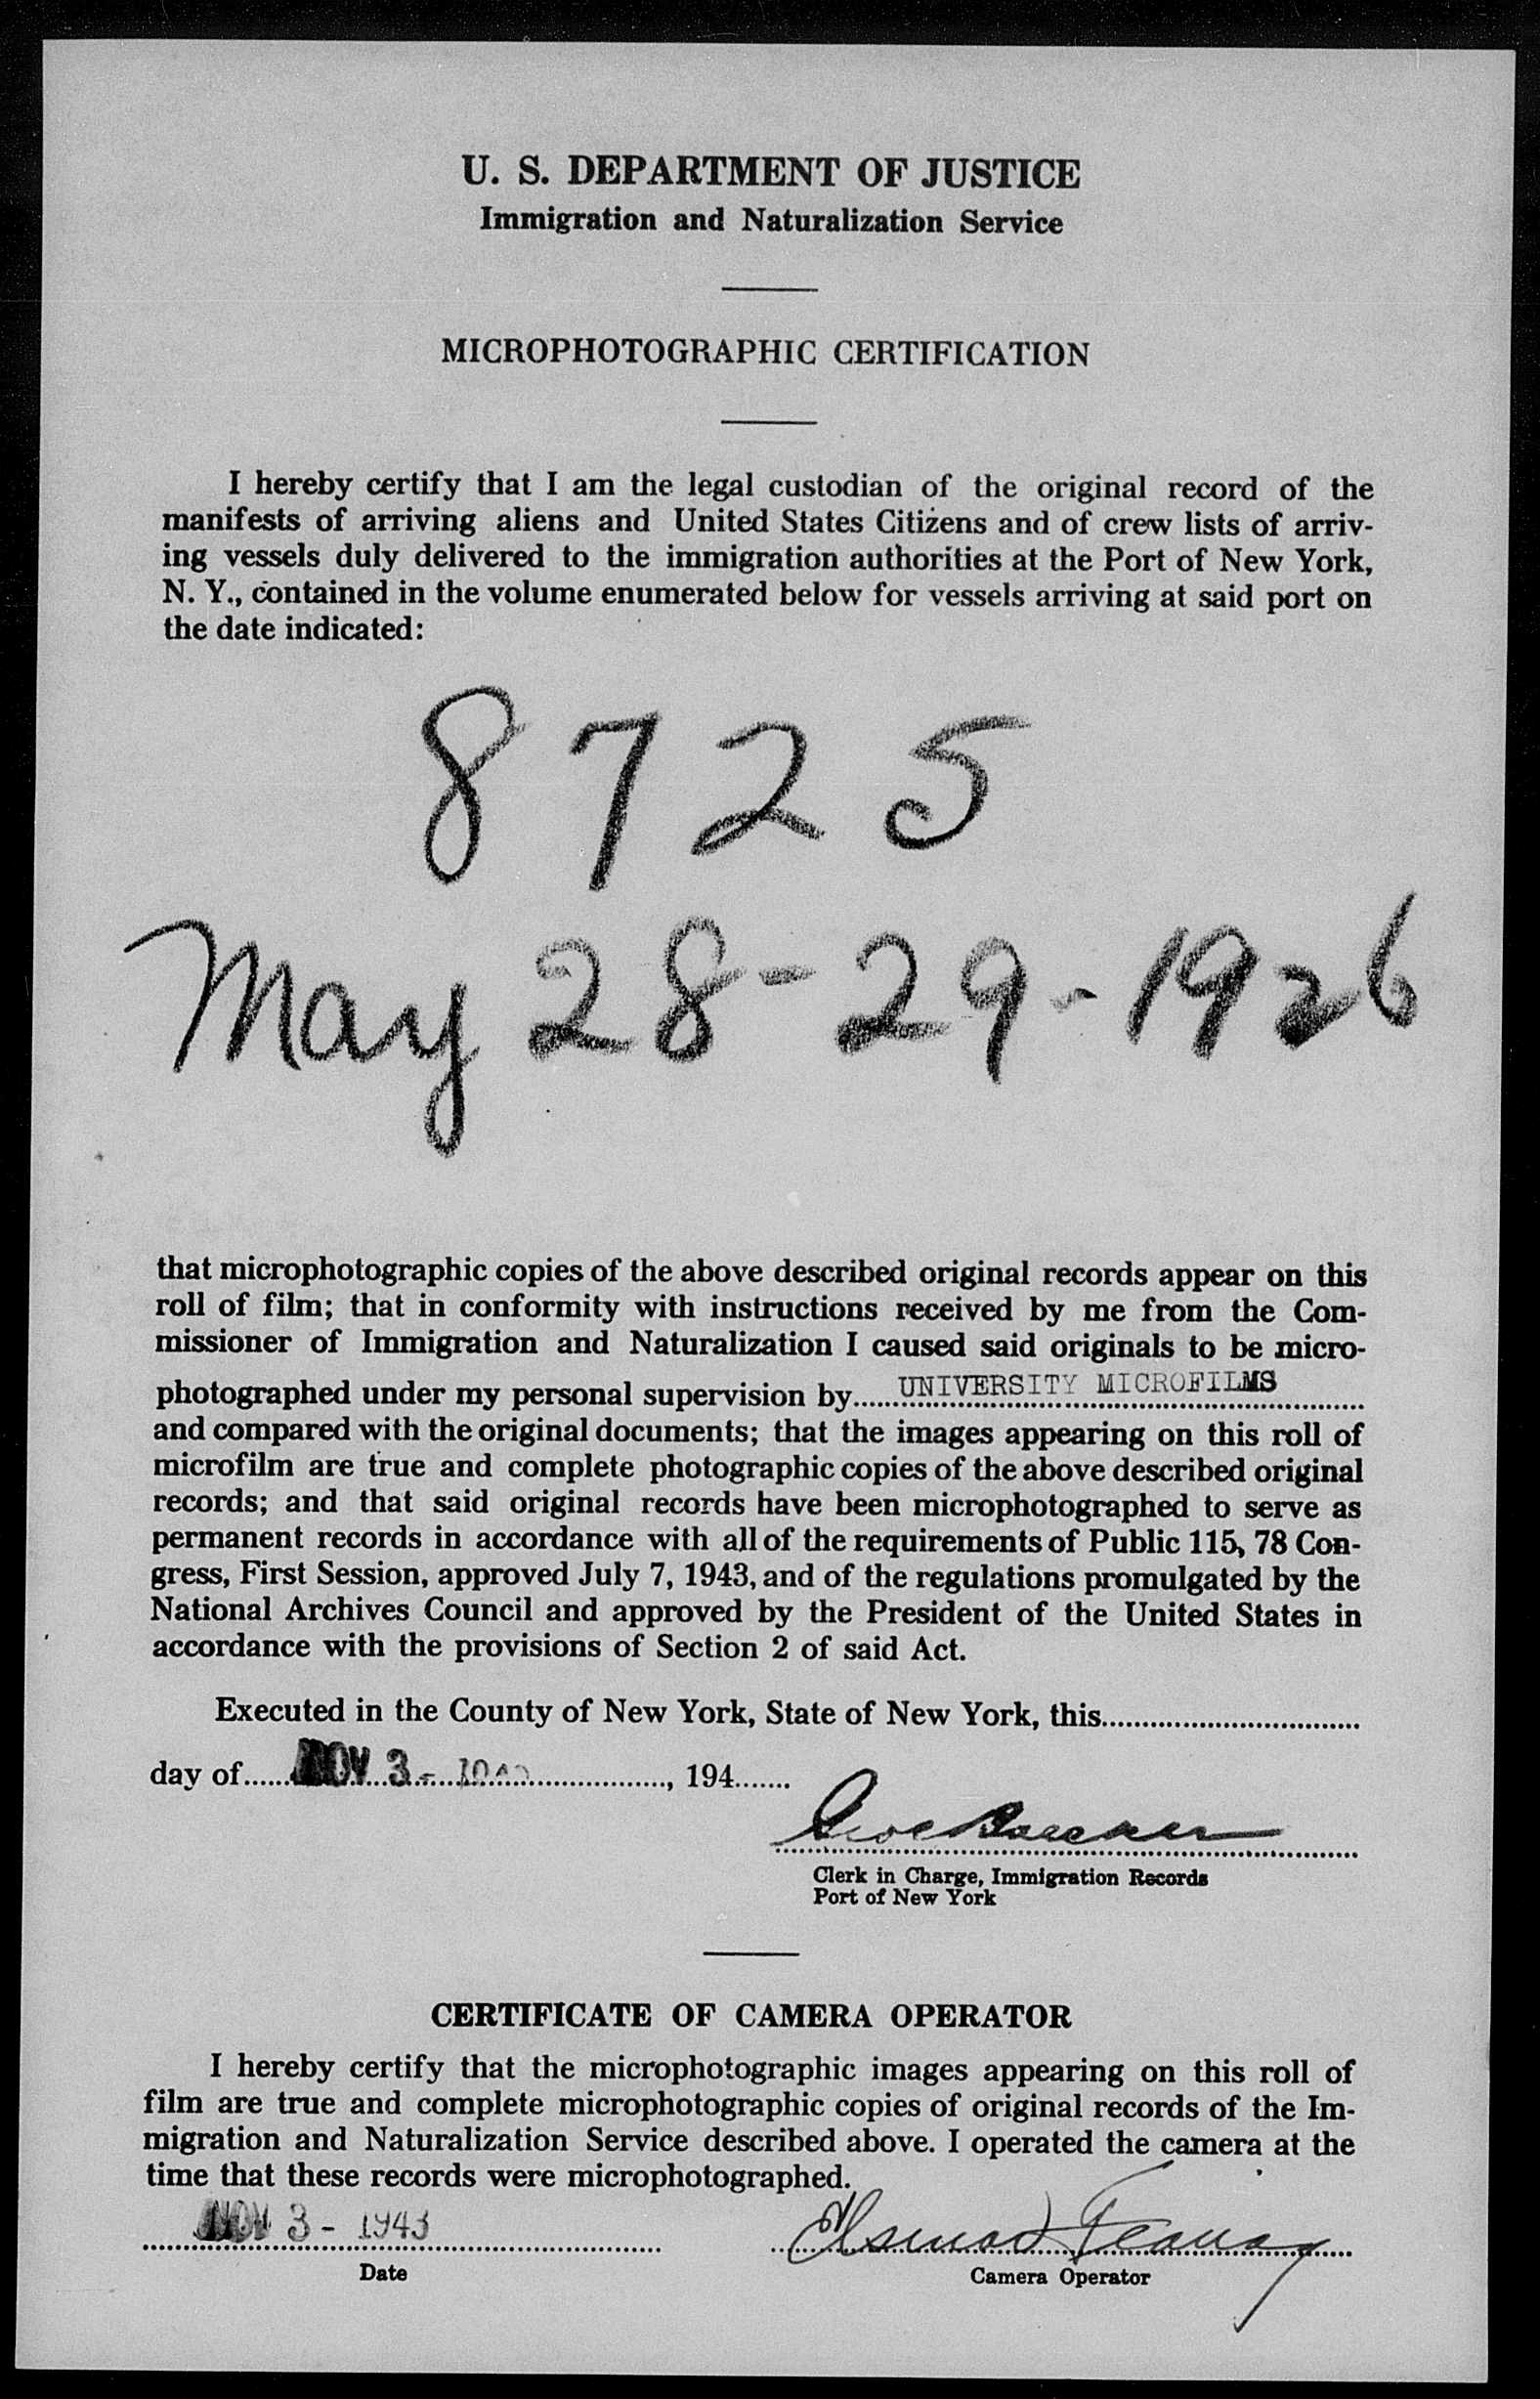 U. S. DEPARTMENT OF JUSTICE
Immigration and Naturalization Service
MICROPHOTOGRAPHIC CERTIFICATION
I hereby certify that I am the legal custodian of the original record of the
manifests of arriving aliens and United States Citizens and of crew lists of arriv-
ing vessels duly delivered to the immigration authorities at the Port of New York,
N. Y., contained in the volume enumerated below for vessels arriving at said port on
the date indicated:
8725
May 28-29-1926
that microphotographic copies of the above described original records appear on this
roll of film; that in conformity with instructions received by me from the Com-
missioner of Immigration and Naturalization I caused said originals to be micro-
photographed under my personal supervision by UNIVERSITY MICROFILMS
and compared with the original documents; that the images appearing on this roll of
microfilm are true and complete photographic copies of the above described original
records; and that said original records have been microphotographed to serve as
permanent records in accordance with all of the requirements of Public 115, 78 Con-
gress, First Session, approved July 7, 1943, and of the regulations promulgated by the
National Archives Council and approved by the President of the United States in
accordance with the provisions of Section 2 of said Act.
Executed in the County of New York, State of New York, this
day of NOV 3 - , 194
Clerk in Charge, Immigration Records
Port of New York
CERTIFICATE OF CAMERA OPERATOR
I hereby certify that the microphotographic images appearing on this roll of
film are true and complete microphotographic copies of original records of the Im-
migration and Naturalization Service described above. I operated the camera at the
time that these records were microphotographed.
NOV 3 - 1943
Date
Camera Operator